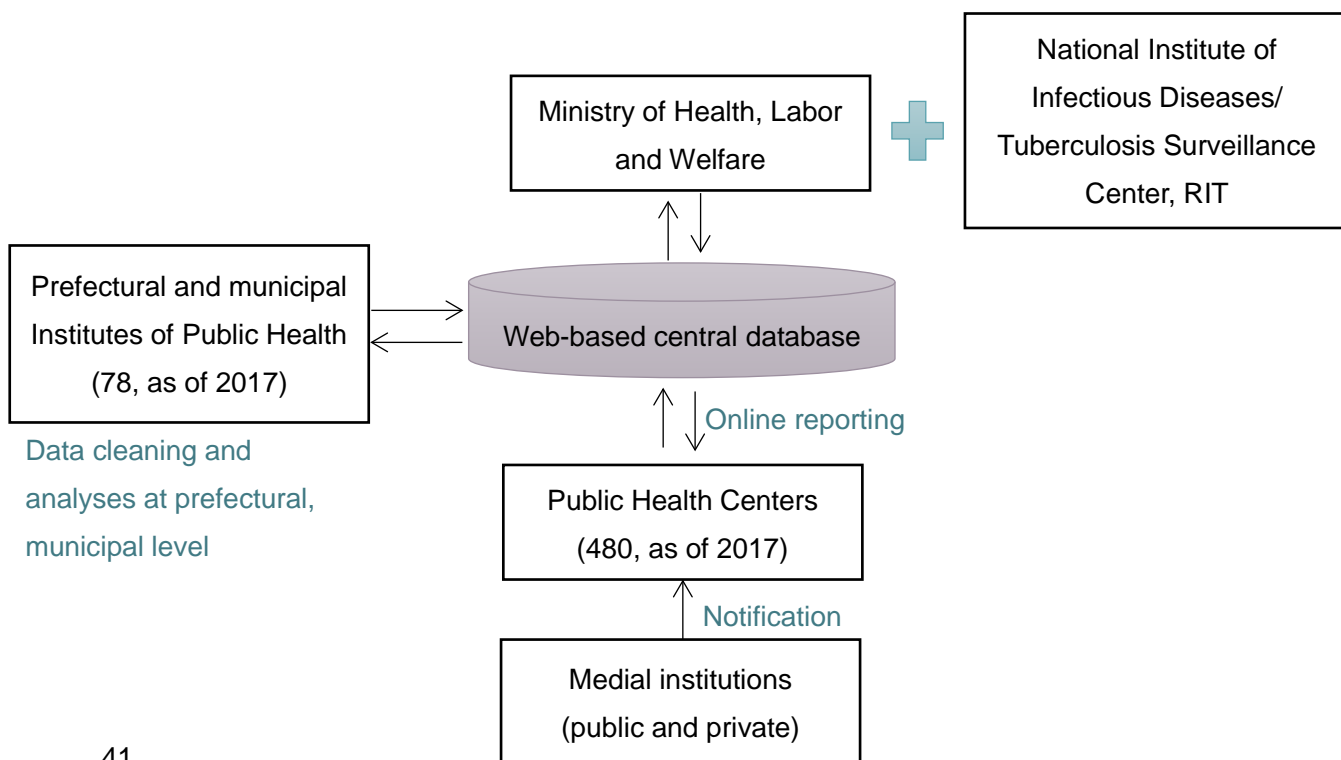 National Institute of
Infectious Diseases/
Tuberculosis Surveillance
Center, RIT
Ministry of Health, Labor
and Welfare
Prefectural and municipal
Institutes of Public Health
(78, as of 2017)
Web-based central database
Data cleaning and
analyses at prefectural,
municipal level
Online reporting
Public Health Centers
(480, as of 2017)
Notification
Medial institutions
(public and private)
41